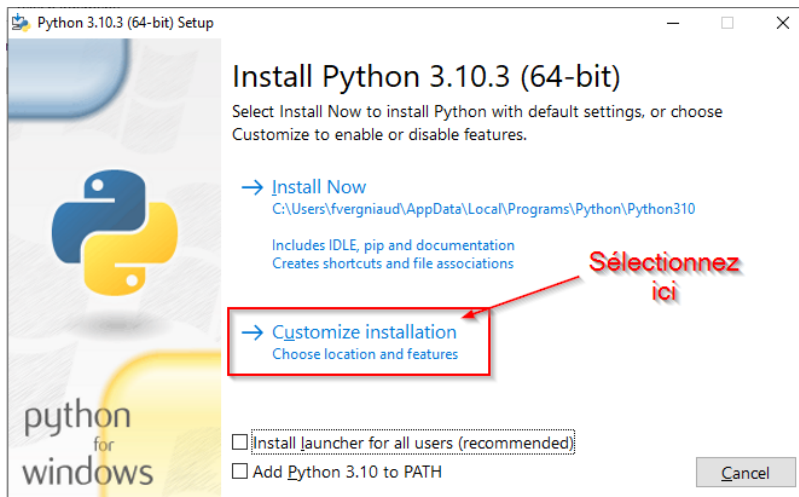 Python 3.10.3 (64-bit) Setup
Install Python 3.10.3 (64-bit)
Select Install Now to install Python with default settings, or choose
Customize to enable or disable features.
Install Now
C:\Users\fvergniaud\AppData\Local\Programs\Python\Python310
Includes IDLE, pip and documentation
Creates shortcuts and file associations
Sélectionnez
ici
Customize installation
Choose location and features
python
for
windows
Install launcher for all users (recommended)
Add Python 3.10 to PATH
Cancel